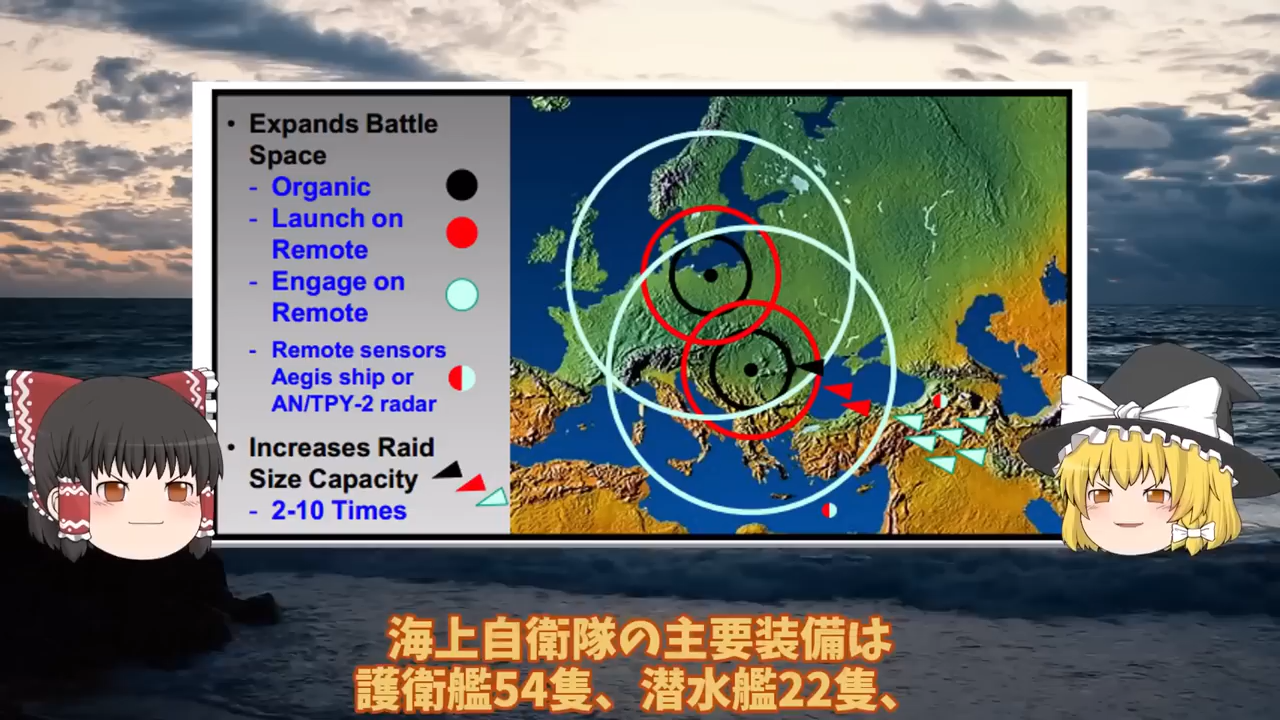 • Expands Battle
Space
- Organic
- Launch on
Remote
- Engage on
Remote
- Remote sensors
Aegis ship or
AN/TPY-2 radar
• Increases Raid
Size Capacity
- 2-10 Times
海上自衛隊の主要装備は
護衛艦54隻、潜水艦22隻、